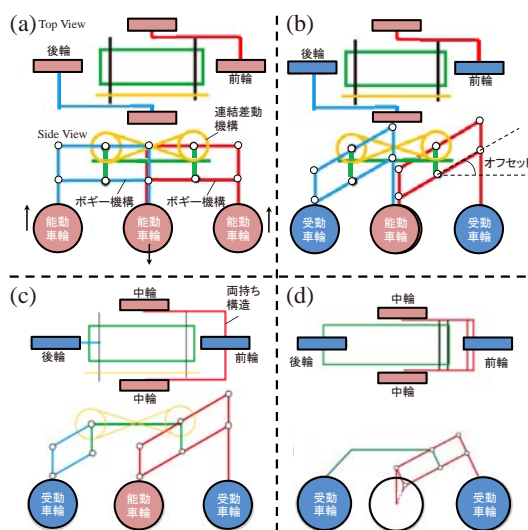 (a)
Top View
後輪
前輪
連結差動
機構
Side View
ボギー機構
ボギー機構
能動
車輪
能動
車輪
能動
車輪
(b)
後輪
前輪
オフセット
受動
車輪
能動
車輪
受動
車輪
(c)
中輪
両持ち
構造
後輪
前輪
中輪
受動
車輪
能動
車輪
受動
車輪
(d)
中輪
後輪
前輪
中輪
受動
車輪
受動
車輪